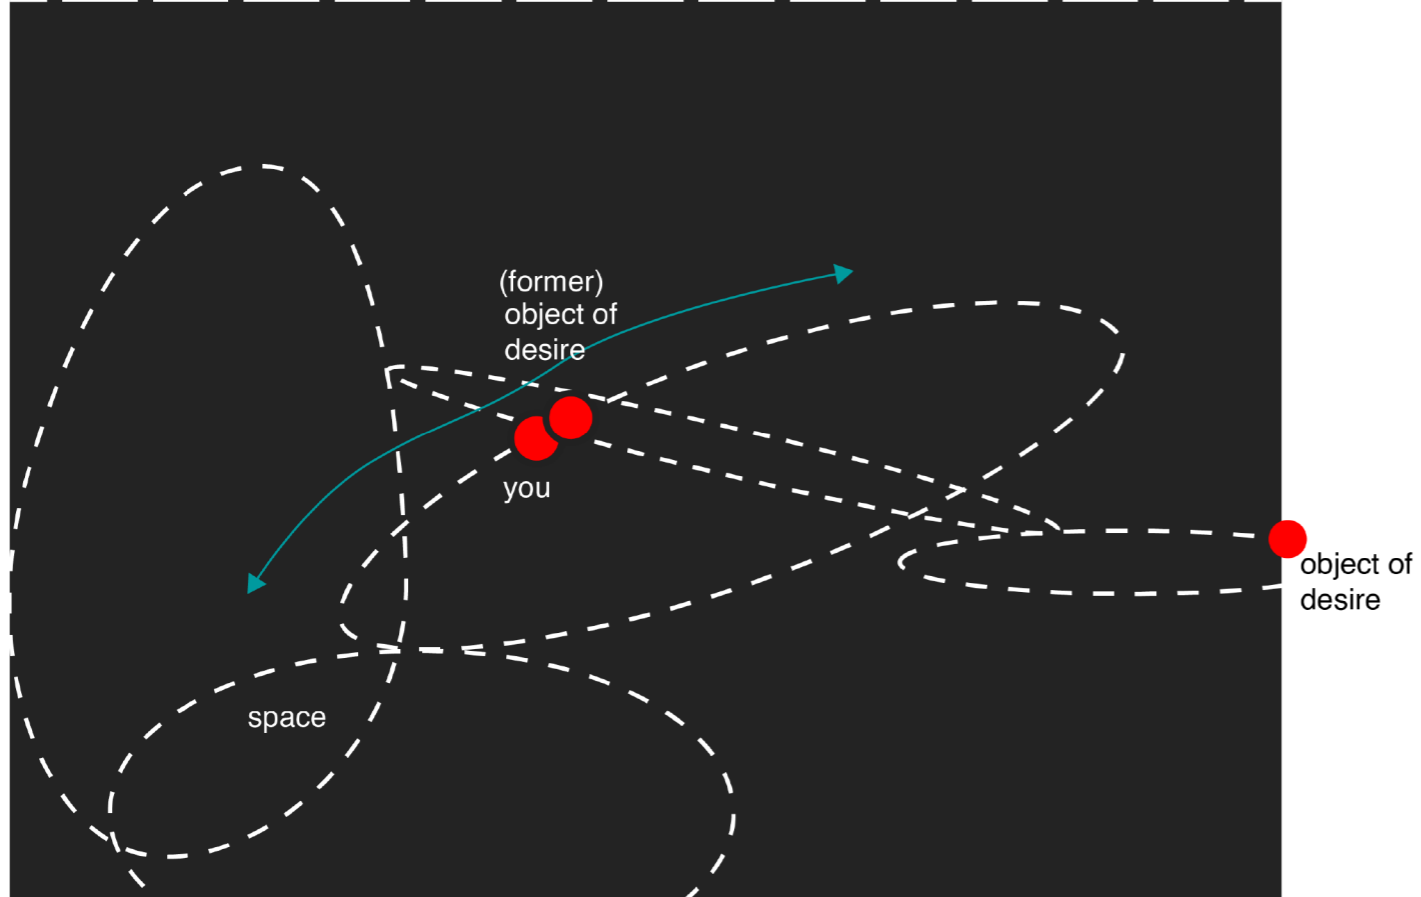 (former)
object of
desire
you
object of
desire
space